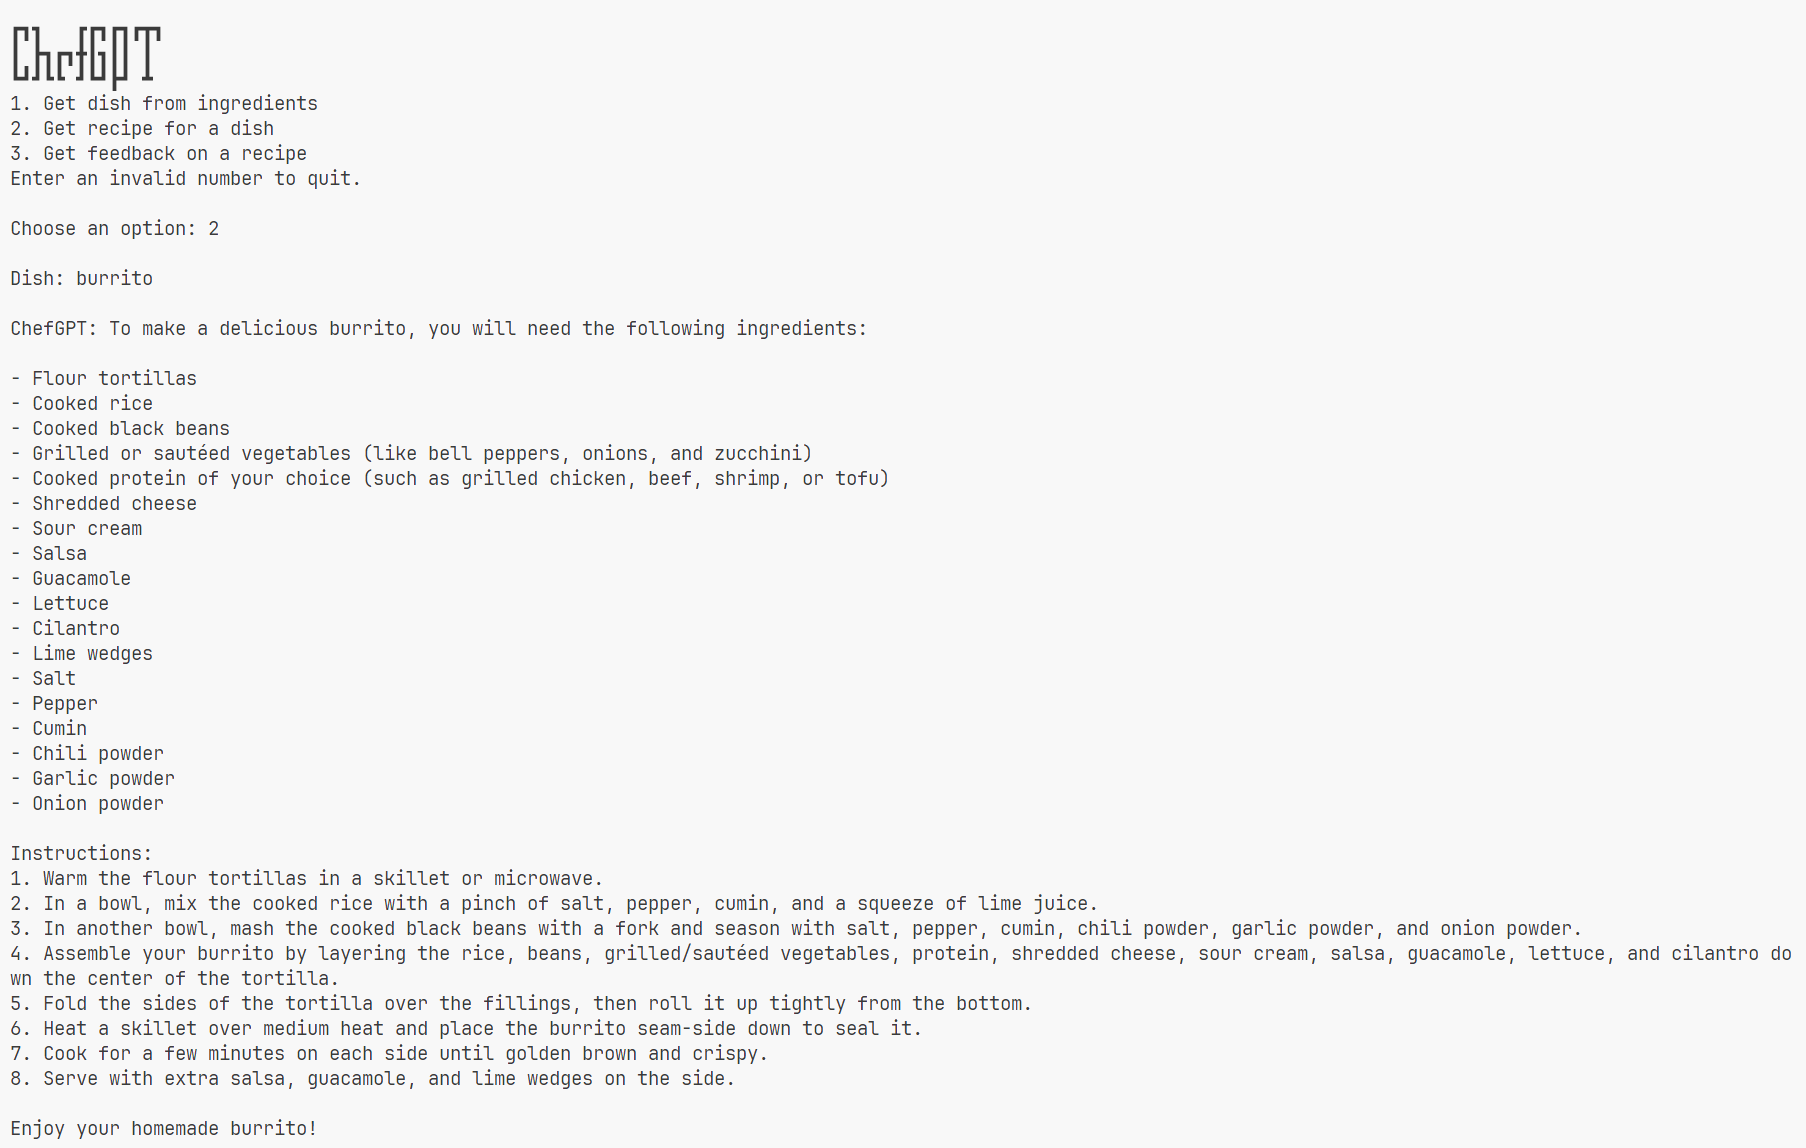 ChefGPT
1. Get dish from ingredients
2. Get recipe for a dish
3. Get feedback on a recipe
Enter an invalid number to quit.
Choose an option: 2
Dish: burrito
ChefGPT: To make a delicious burrito, you will need the following ingredients:
- Flour tortillas
- Cooked rice
- Cooked black beans
- Grilled or sautéed vegetables (like bell peppers, onions, and zucchini)
- Cooked protein of your choice (such as grilled chicken, beef, shrimp, or tofu)
- Shredded cheese
- Sour cream
- Salsa
- Guacamole
- Lettuce
- Cilantro
- Lime wedges
- Salt
- Pepper
- Cumin
- Chili powder
- Garlic powder
- Onion powder
Instructions:
1. Warm the flour tortillas in a skillet or microwave.
2. In a bowl, mix the cooked rice with a pinch of salt, pepper, cumin, and a squeeze of lime juice.
3. In another bowl, mash the cooked black beans with a fork and season with salt, pepper, cumin, chili powder, garlic powder, and onion powder.
4. Assemble your burrito by layering the rice, beans, grilled/sautéed vegetables, protein, shredded cheese, sour cream, salsa, guacamole, lettuce, and cilantro do
wn the center of the tortilla.
5. Fold the sides of the tortilla over the fillings, then roll it up tightly from the bottom.
6. Heat a skillet over medium heat and place the burrito seam-side down to seal it.
7. Cook for a few minutes on each side until golden brown and crispy.
8. Serve with extra salsa, guacamole, and lime wedges on the side.
Enjoy your homemade burrito!